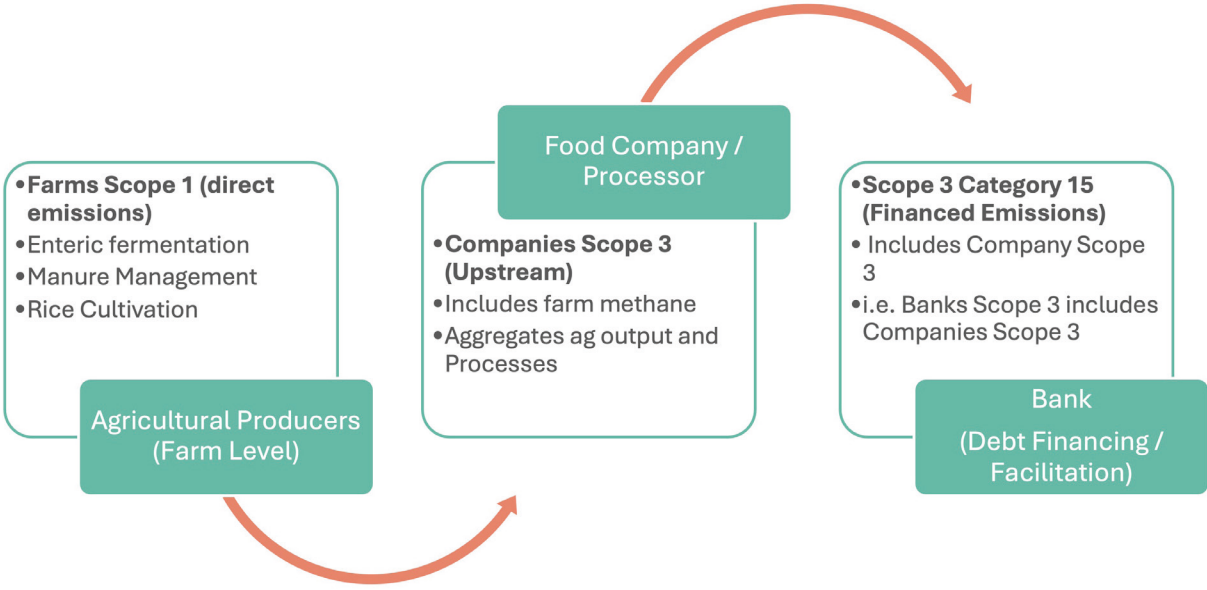 •Farms Scope 1 (direct
emissions)
•Enteric fermentation
•Manure Management
•Rice Cultivation
Agricultural Producers
(Farm Level)
Food Company /
Processor
•Companies Scope 3
(Upstream)
•Includes farm methane
•Aggregates ag output and
Processes
•Scope 3 Category 15
(Financed Emissions)
• Includes Company Scope
3
•i.e. Banks Scope 3 includes
Companies Scope 3
Bank
(Debt Financing /
Facilitation)